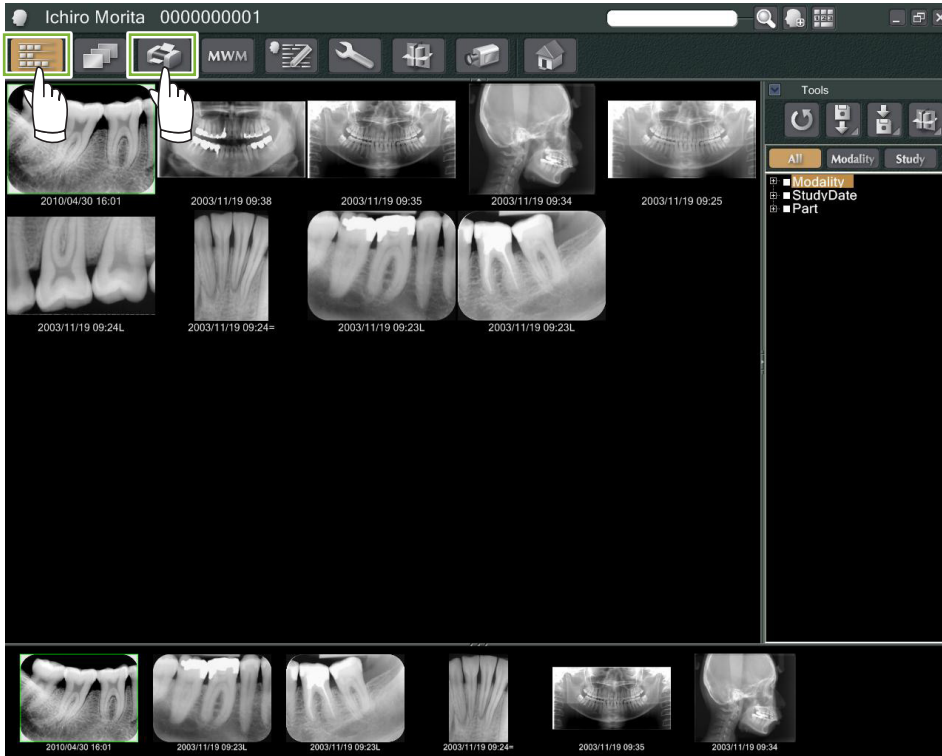 Ichiro Morita 0000000001
MWM
Tools
All Modality Study
Modality
StudyDate
Part
2010/04/30 16:01 2003/11/19 09:38 2003/11/19 09:35 2003/11/19 09:34 2003/11/19 09:25
2003/11/19 09:24L 2003/11/19 09:24= 2003/11/19 09:23L 2003/11/19 09:23L
2010/04/30 16:01 2003/11/19 09:23L 2003/11/19 09:23L 2003/11/19 09:24= 2003/11/19 09:35 2003/11/19 09:34